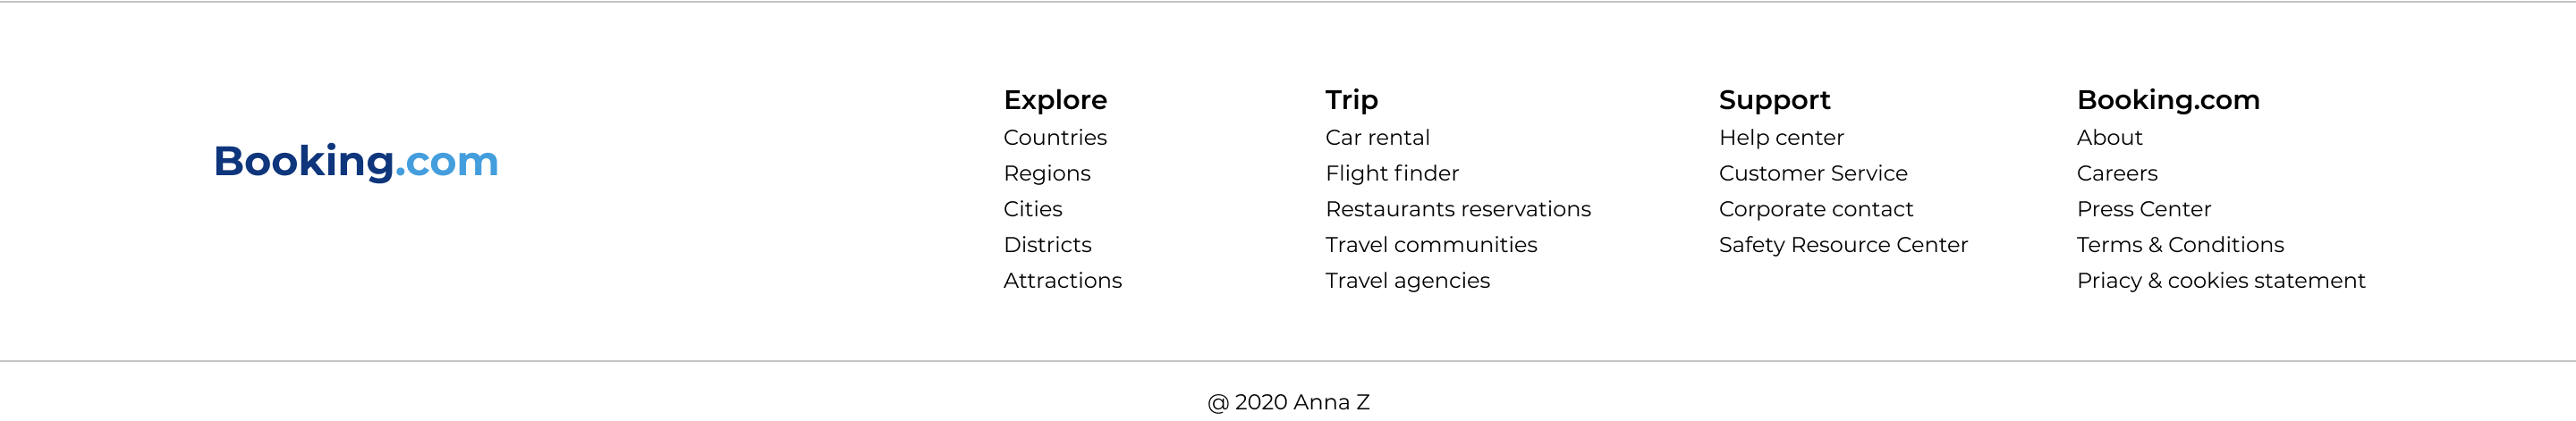 Booking.com
Explore
Countries
Regions
Cities
Districts
Attractions
Trip
Car rental
Flight finder
Restaurants reservations
Travel communities
Travel agencies
Support
Help center
Customer Service
Corporate contact
Safety Resource Center
Booking.com
About
Careers
Press Center
Terms & Conditions
Priacy & cookies statement
@ 2020 Anna Z